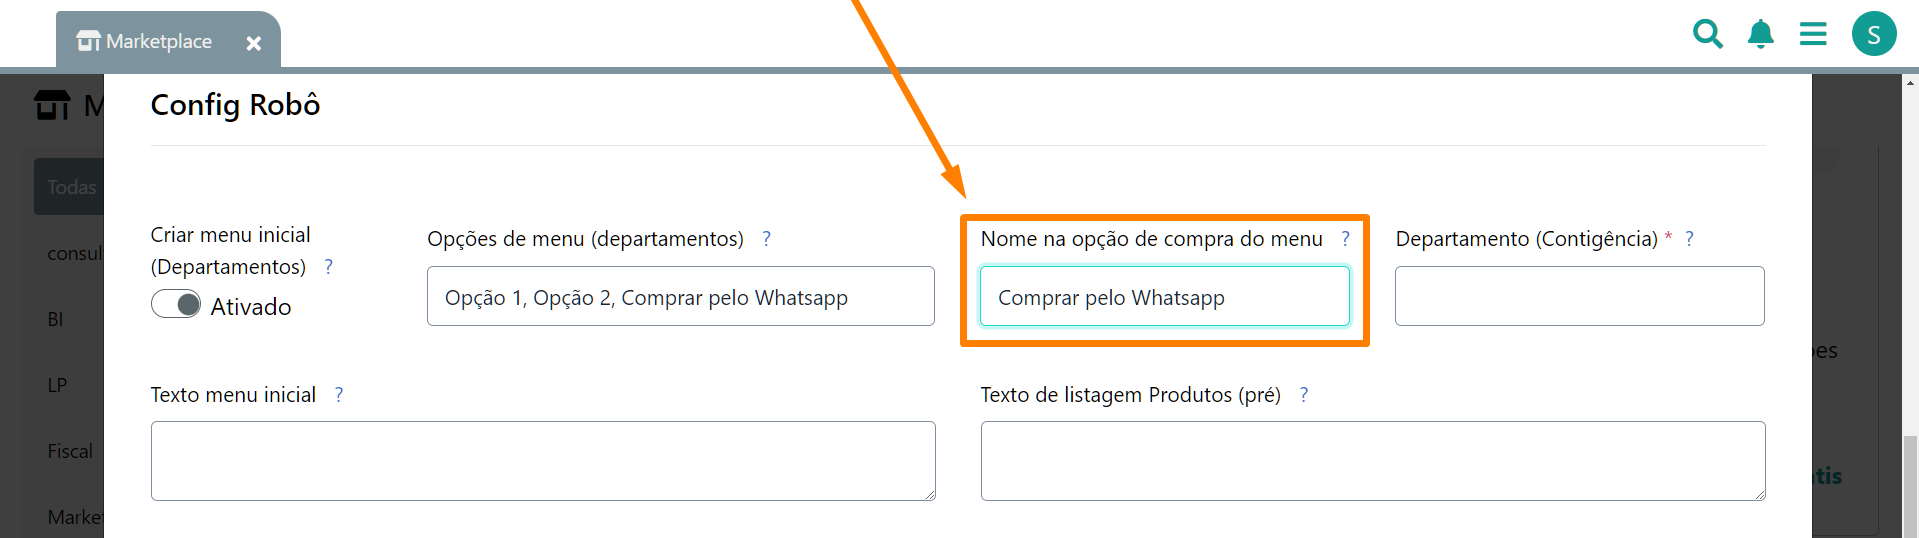 Marketplace
S
M
Config Robô
Todas
Criar menu inicial
(Departamentos) ?
Ativado
Opções de menu (departamentos) ?
Opção 1, Opção 2, Comprar pelo Whatsapp
Nome na opção de compra do menu ?
Comprar pelo Whatsapp
Departamento (Contigência) * ?
consul
BI
LP
Fiscal
Market
Texto menu inicial ?
Texto de listagem Produtos (pré) ?
es
tis